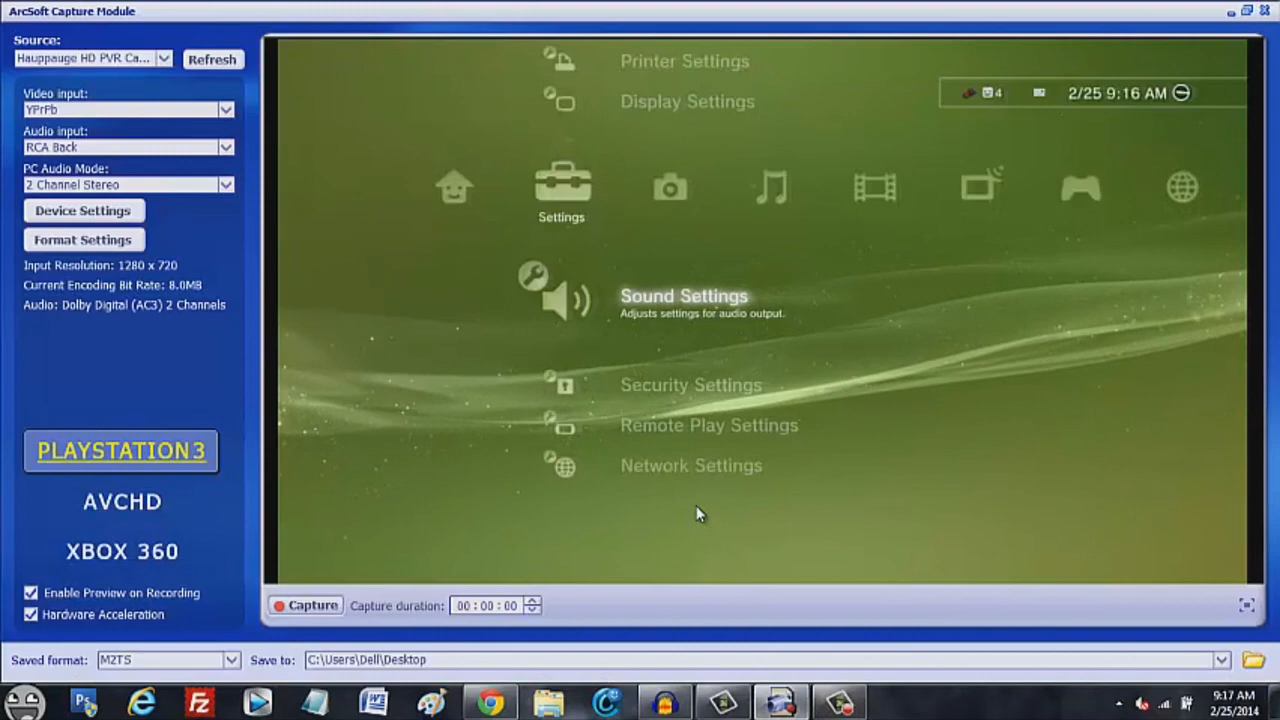 ArcSoft Capture Module
Source:
Hauppauge HD PVR Ca...
Refresh
Video input:
YPrPb
Audio input:
RCA Back
PC Audio Mode:
2 Channel Stereo
Device Settings
Format Settings
Input Resolution: 1280 x 720
Current Encoding Bit Rate: 8.0MB
Audio: Dolby Digital (AC3) 2 Channels
PLAYSTATION3
AVCHD
XBOX 360
Enable Preview on Recording
Hardware Acceleration
Printer Settings
Display Settings
4 2/25 9:16 AM
Settings
Sound Settings
Adjusts settings for audio output.
Security Settings
Remote Play Settings
Network Settings
Capture
Capture duration: 00:00:00
Saved format: M2TS
Save to: C:\Users\Dell\Desktop
Ps
Fz
W
9:17 AM
2/25/2014